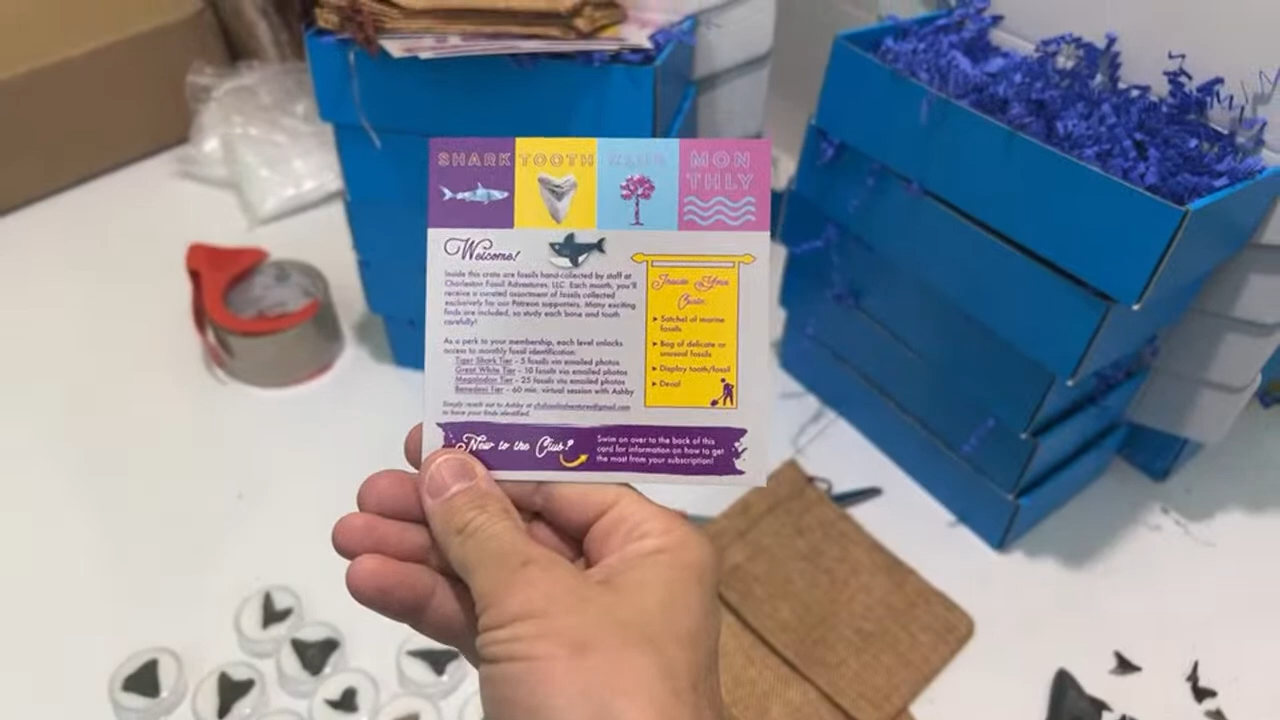 SHARK TOOTH CLUB MON
THLY
Welcome!
Inside this crate are fossils hand-collected by staff at
Charleston Fossil Adventures, LLC. Each month, you'll
receive a curated assortment of fossils collected
exclusively for our Patreon supporters. Many exciting
finds are included, so study each bone and tooth
carefully!
As a perk to your membership, each level unlocks
access to monthly fossil identification:
Tiger Shark Tier – 5 fossils via emailed photos
Great White Tier – 10 fossils via emailed photos
Megalodon Tier – 25 fossils via emailed photos
Benedeni Tier – 60 min. virtual session with Ashby
Simply reach out to Ashby at chsfossiladventures@gmail.com
to have your finds identified.
Inside Your
Crate:
➤ Satchel of marine
fossils
➤ Bag of delicate or
unusual fossils
➤ Display tooth/fossil
➤ Decal
New to the Club?
Swim on over to the back of this
card for information on how to get
the most from your subscription!